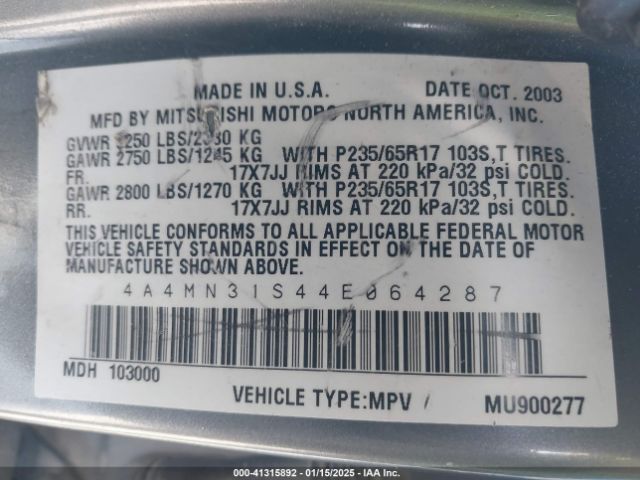 MADE IN U.S.A. DATE OCT. 2003
MFD BY MITSUBISHI MOTORS NORTH AMERICA, INC.
GVWR 5250 LBS/2380 KG
GAWR 2750 LBS/1245 KG WITH P235/65R17 103S,T TIRES.
FR. 17X7JJ RIMS AT 220 kPa/32 psi COLD.
GAWR 2800 LBS/1270 KG WITH P235/65R17 103S,T TIRES.
RR. 17X7JJ RIMS AT 220 kPa/32 psi COLD.
THIS VEHICLE CONFORMS TO ALL APPLICABLE FEDERAL MOTOR
VEHICLE SAFETY STANDARDS IN EFFECT ON THE DATE OF
MANUFACTURE SHOWN ABOVE.
4A4MN31S44E064287
MDH 103000
VEHICLE TYPE:MPV MU900277
000-41315892 - 01/15/2025 - IAA Inc.